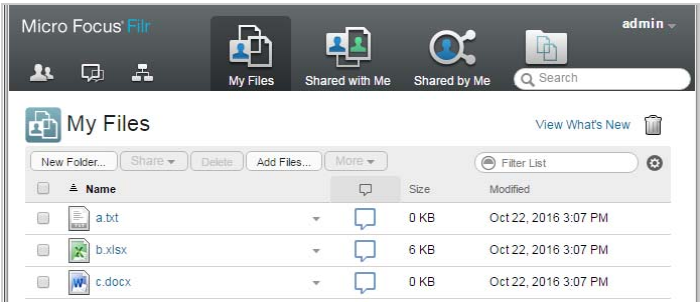 Micro Focus Filr
admin
My Files
Shared with Me
Shared by Me
Search
My Files
View What's New
New Folder...
Share
Delete
Add Files...
More
Filter List
Name
Size
Modified
a.txt
0 KB
Oct 22, 2016 3:07 PM
b.xlsx
6 KB
Oct 22, 2016 3:07 PM
c.docx
0 KB
Oct 22, 2016 3:07 PM